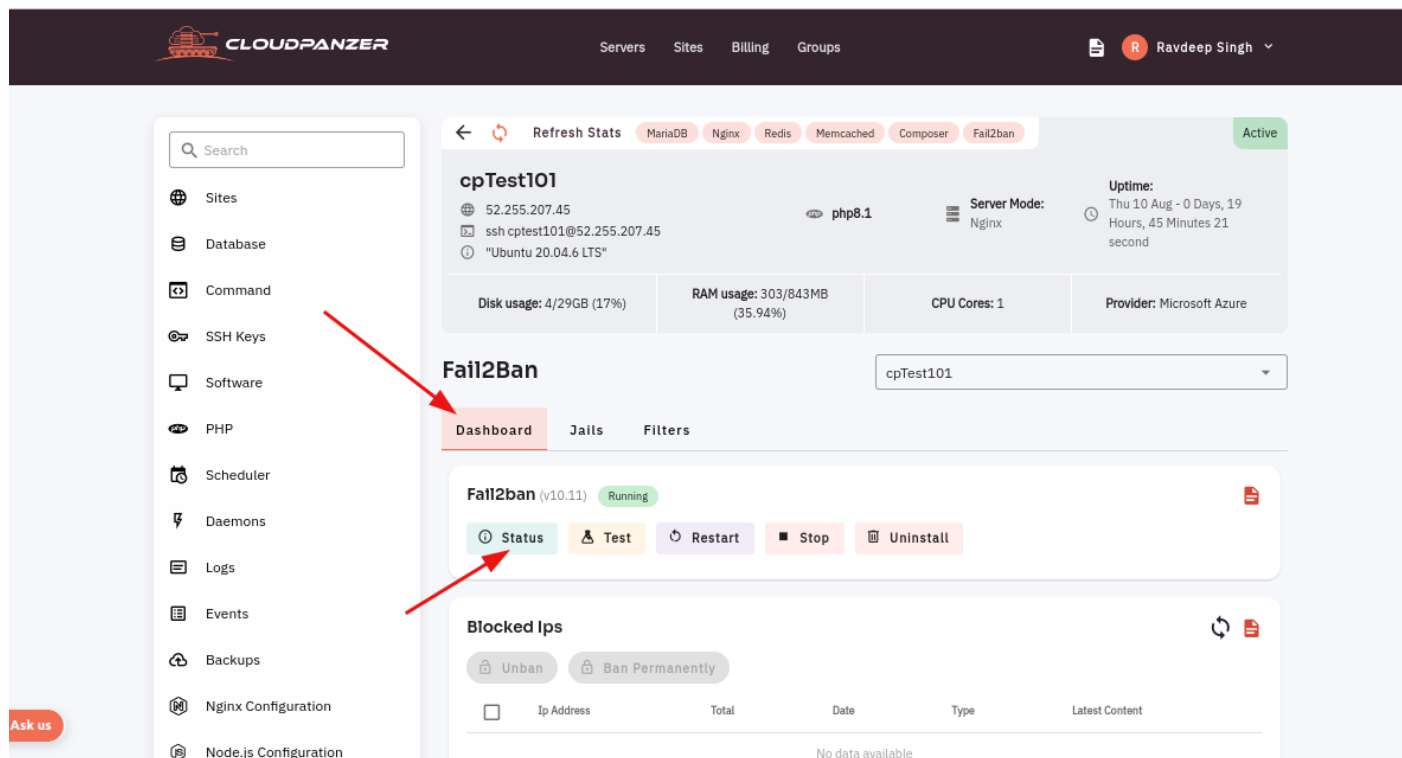 CLOUDPANZER
Servers Sites Billing Groups
R Ravdeep Singh
Search
Sites
Database
Command
SSH Keys
Software
PHP
Scheduler
Daemons
Logs
Events
Backups
Nginx Configuration
Node.js Configuration
Ask us
Refresh Stats MariaDB Nginx Redis Memcached Composer Fail2ban Active
cpTest101
52.255.207.45
ssh cptest101@52.255.207.45
"Ubuntu 20.04.6 LTS"
php8.1
Server Mode:
Nginx
Uptime:
Thu 10 Aug - 0 Days, 19
Hours, 45 Minutes 21
second
Disk usage: 4/29GB (17%)
RAM usage: 303/843MB
(35.94%)
CPU Cores: 1
Provider: Microsoft Azure
Fail2Ban
cpTest101
Dashboard Jails Filters
Fail2ban (v10.11) Running
Status Test Restart Stop Uninstall
Blocked Ips
Unban Ban Permanently
Ip Address Total Date Type Latest Content
No data available